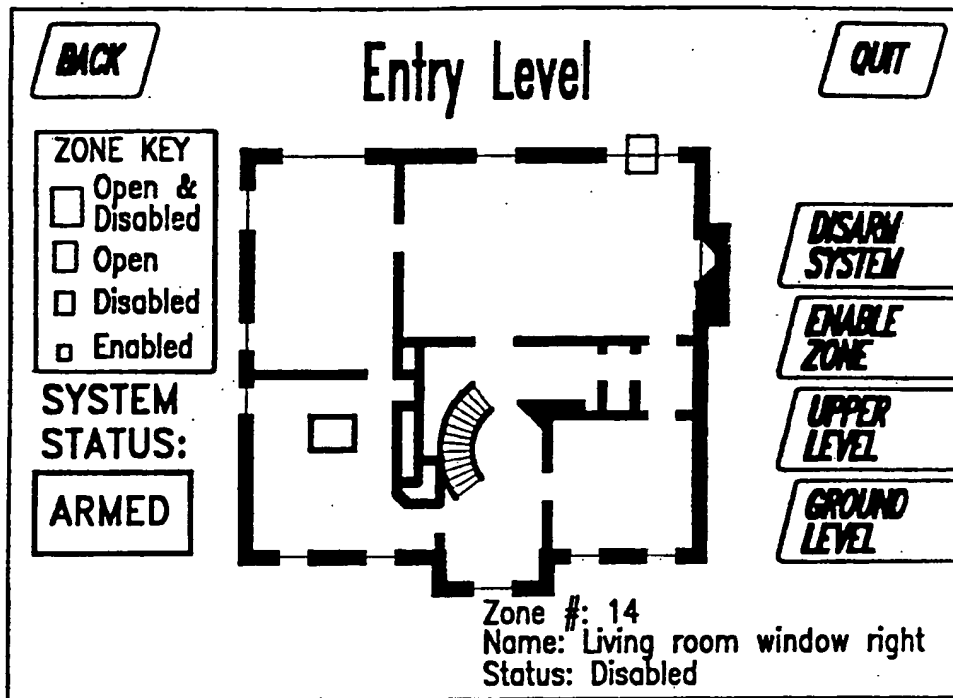 BACK
Entry Level
QUIT
ZONE KEY
Open &
Disabled
Open
Disabled
Enabled
SYSTEM
STATUS:
ARMED
DISARM
SYSTEM
ENABLE
ZONE
UPPER
LEVEL
GROUND
LEVEL
Zone #: 14
Name: Living room window right
Status: Disabled